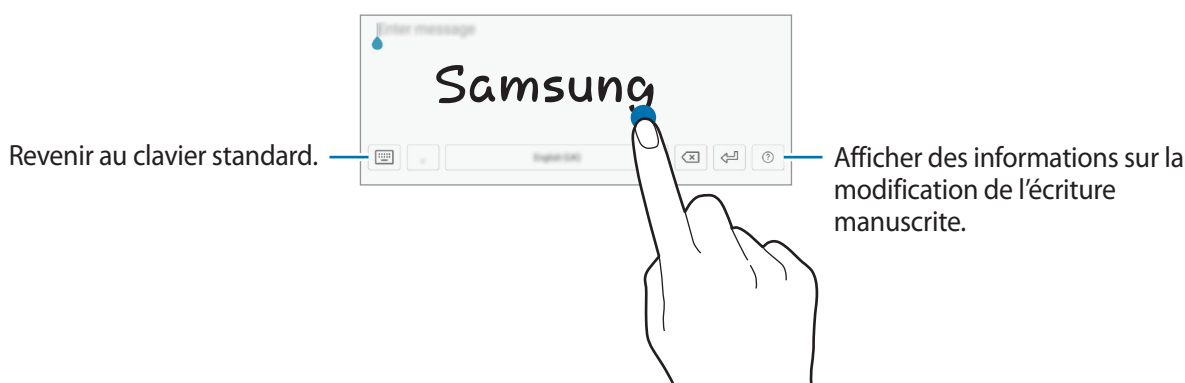 Enter message
Samsung
Revenir au clavier standard.
English (UK)
Afficher des informations sur la
modification de l’écriture
manuscrite.